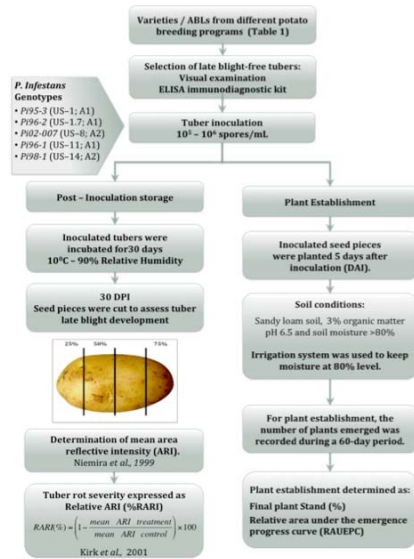 Varieties / ABLs from different potato
breeding programs (Table 1)
Selection of late blight-free tubers:
Visual examination
ELISA immunodiagnostic kit
P. Infestans
Genotypes
• Pi95-3 (US-1; A1)
• Pi96-2 (US-1.7; A1)
• Pi02-007 (US-8; A2)
• Pi96-1 (US-11; A1)
• Pi98-1 (US-14; A2)
Tuber inoculation
10⁵ – 10⁶ spores/mL
Post – Inoculation storage
Inoculated tubers were
incubated for30 days
10⁰C – 90% Relative Humidity
30 DPI
Seed pieces were cut to assess tuber
late blight development
25% 50% 75%
Determination of mean area
reflective intensity (ARI).
Niemira et al., 1999
Tuber rot severity expressed as
Relative ARI (%RARI)
RARI(%) = (1 - mean ARI treatment / mean ARI control) × 100
Kirk et al., 2001
Plant Establishment
Inoculated seed pieces
were planted 5 days after
inoculation (DAI).
Soil conditions:
Sandy loam soil, 3% organic matter
pH 6.5 and soil moisture >80%
Irrigation system was used to keep
moisture at 80% level.
For plant establishment, the
number of plants emerged was
recorded during a 60-day period.
Plant establishment determined as:
Final plant Stand (%)
Relative area under the emergence
progress curve (RAUEPC)